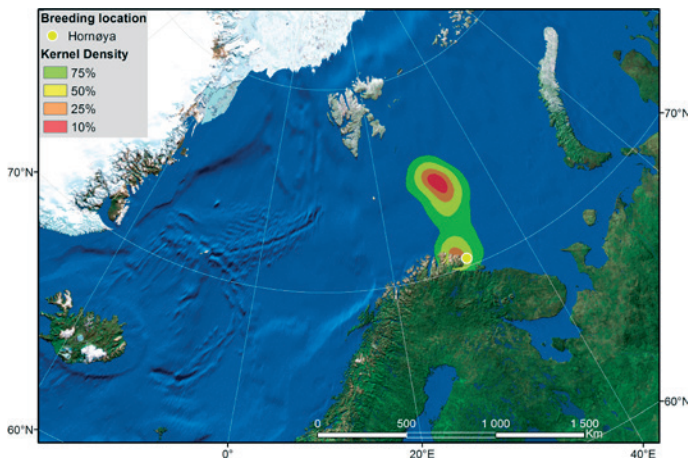 Breeding location
Hornøya
Kernel Density
75%
50%
25%
10%
70°N
70°N
60°N
60°N
0 500 1 000 1 500
Km
0°
20°E
40°E